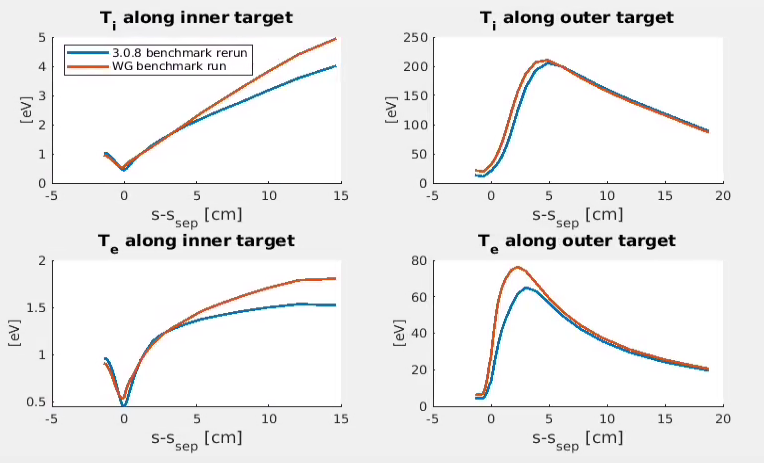 T_i along inner target
5
4
3
2
1
0
[eV]
3.0.8 benchmark rerun
WG benchmark run
-5 0 5 10 15
s-s_sep [cm]
T_i along outer target
250
200
150
100
50
0
[eV]
-5 0 5 10 15 20
s-s_sep [cm]
T_e along inner target
2
1.5
1
0.5
[eV]
-5 0 5 10 15
s-s_sep [cm]
T_e along outer target
80
60
40
20
0
[eV]
-5 0 5 10 15 20
s-s_sep [cm]